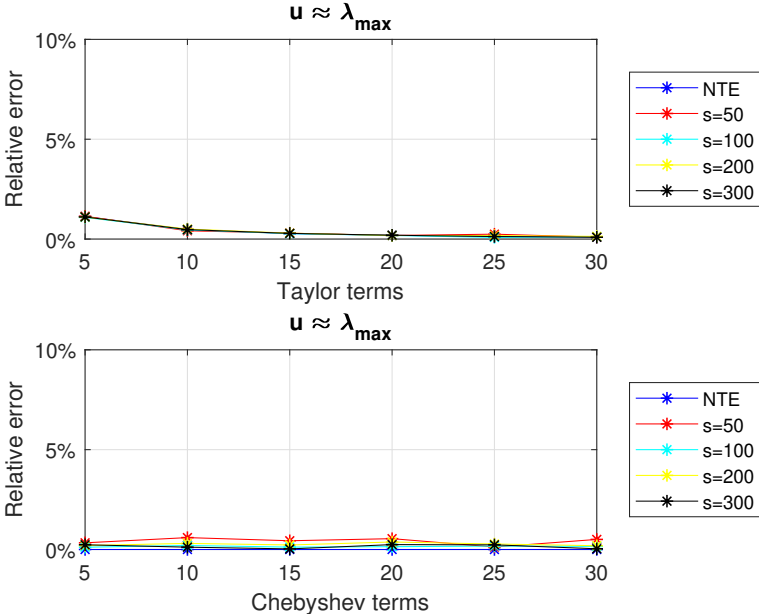 u ≈ λmax
10%
5%
0%
Relative error
5 10 15 20 25 30
Taylor terms
NTE
s=50
s=100
s=200
s=300
u ≈ λmax
10%
5%
0%
Relative error
5 10 15 20 25 30
Chebyshev terms
NTE
s=50
s=100
s=200
s=300